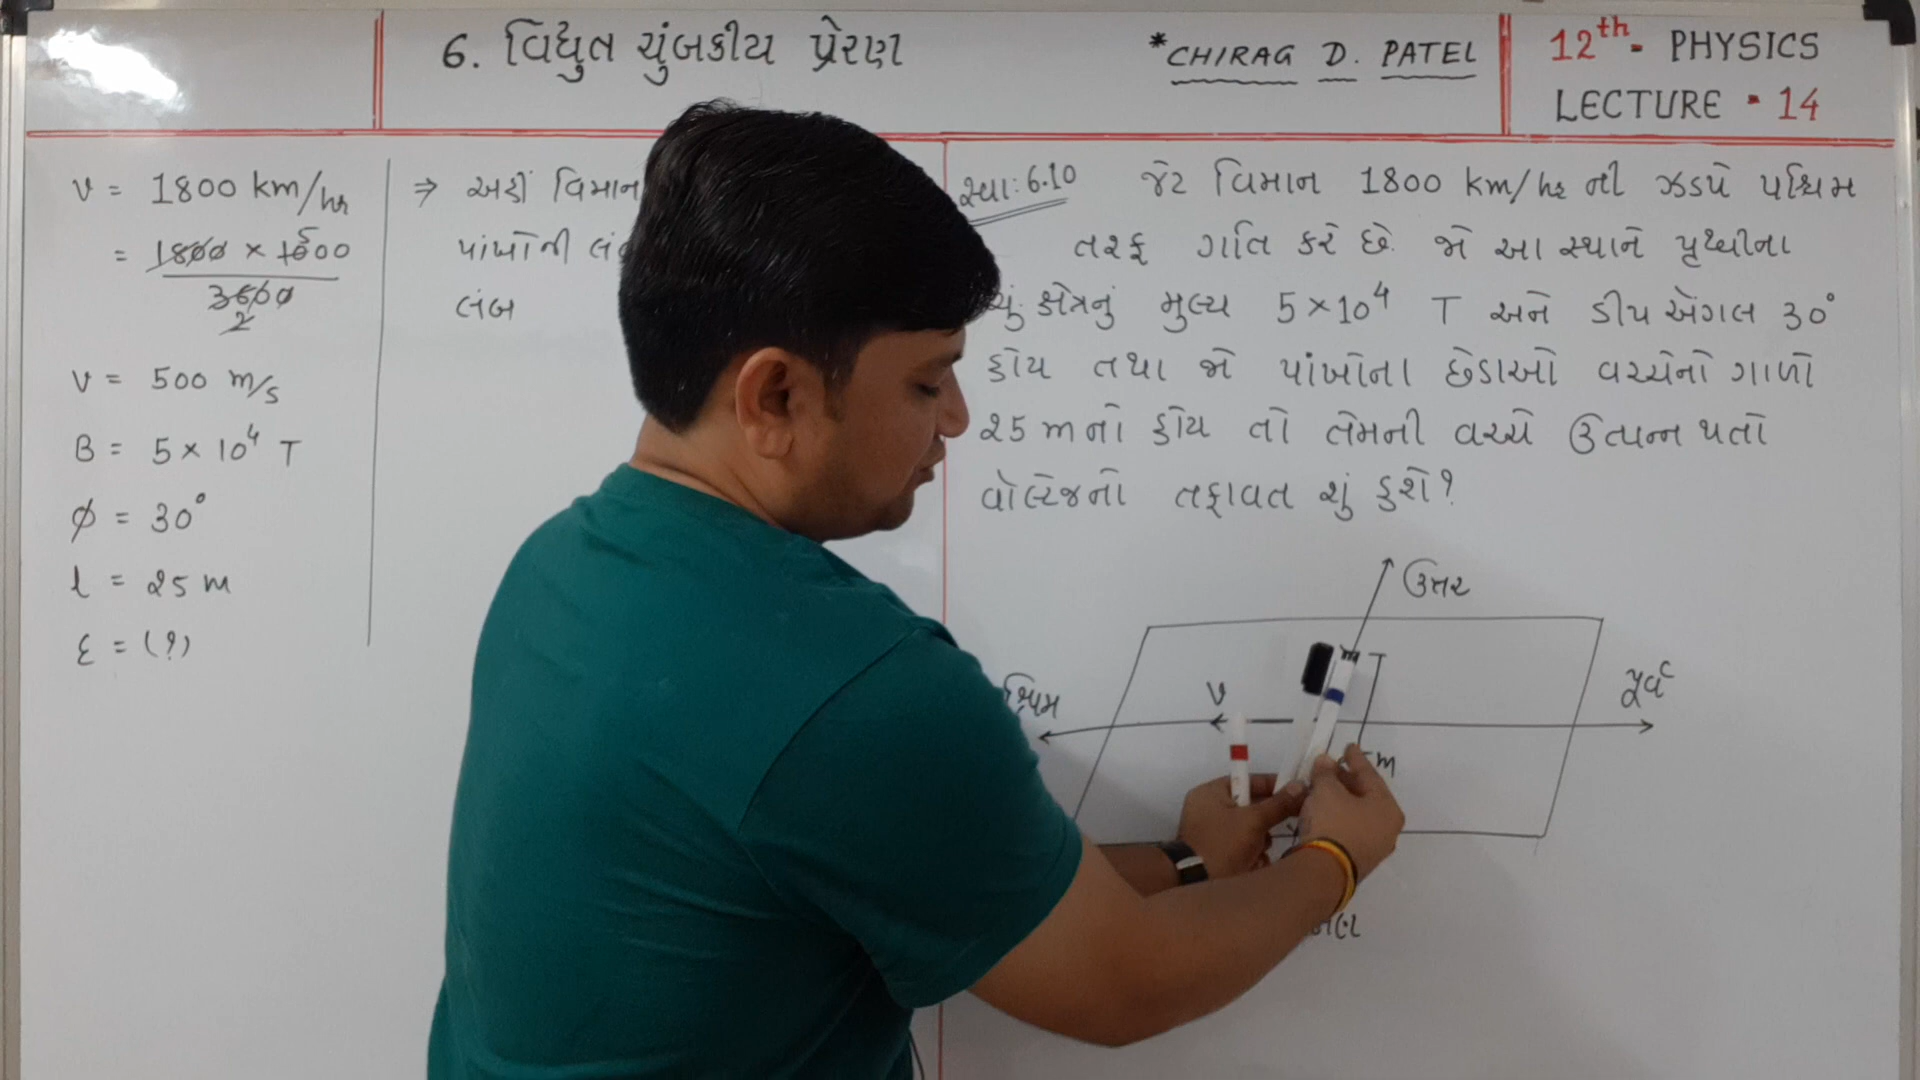 6. વિદ્યુત ચુંબકીય પ્રેરણ
*CHIRAG D. PATEL
12th- PHYSICS
LECTURE - 14
v = 1800 km/hr
= 1800 × 1000
3600
5
2
v = 500 m/s
B = 5 × 10⁴ T
φ = 30°
l = 25 m
ε = (?)
⇒ અહીં વિમાન
પાંખોની
લંબ
સ્વા: 6.10 જેટ વિમાન 1800 km/hr ની ઝડપે પશ્ચિમ
તરફ ગતિ કરે છે. જો આ સ્થાને પૃથ્વીના
ચું ક્ષેત્રનું મુલ્ય 5×10⁴ T અને ડીપ એંગલ 30°
હોય તથા જો પાંખોના છેડાઓ વચ્ચેનો ગાળો
25 m નો હોય તો તેમની વચ્ચે ઉત્પન્ન થતો
વોલ્ટેજનો તફાવત શું હશે?
ઉત્તર
v
પૂર્વ
m